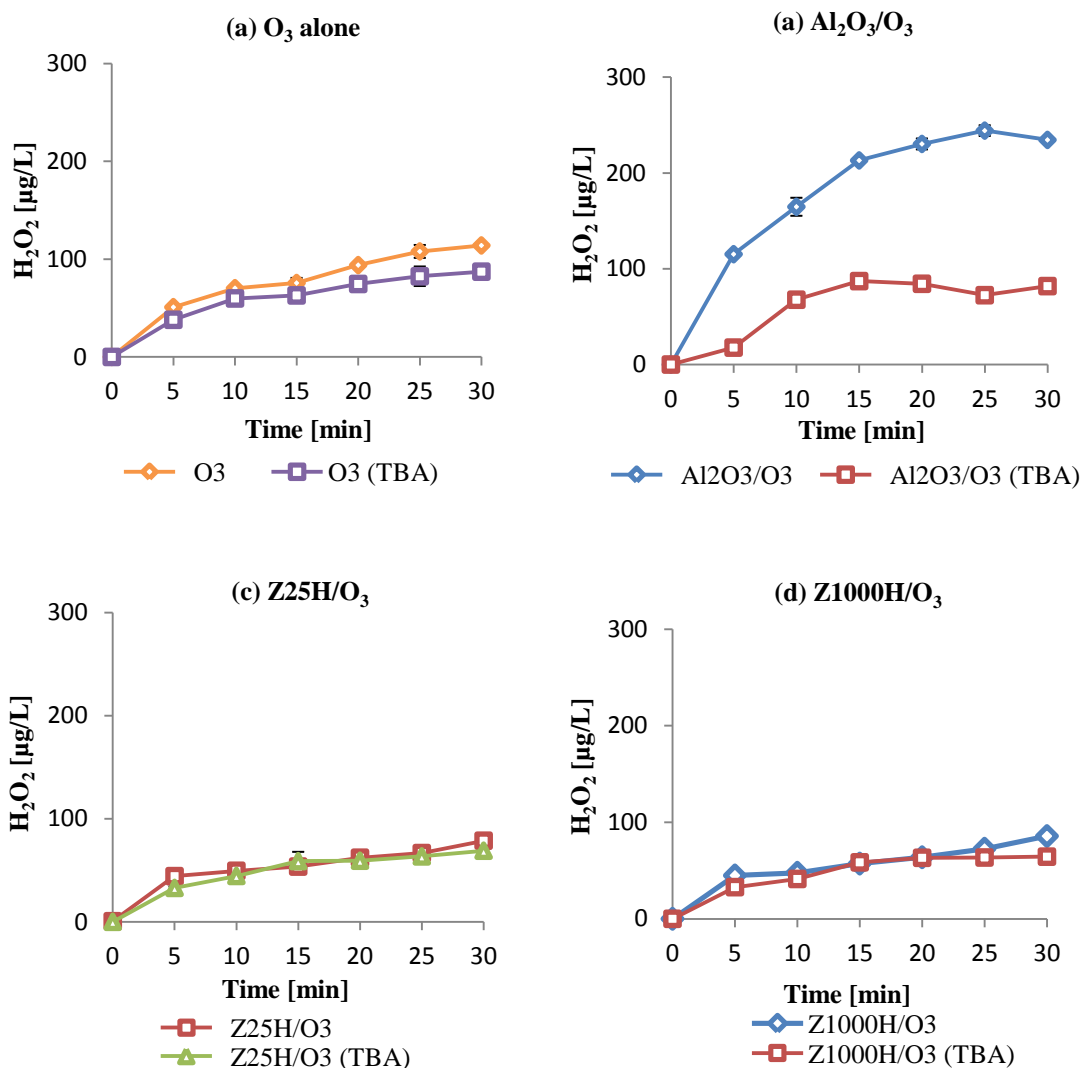 (a) O₃ alone
300
200
100
0
H₂O₂ [µg/L]
0 5 10 15 20 25 30
Time [min]
O3 O3 (TBA)
(a) Al₂O₃/O₃
300
200
100
0
H₂O₂ [µg/L]
0 5 10 15 20 25 30
Time [min]
Al2O3/O3 Al2O3/O3 (TBA)
(c) Z25H/O₃
300
200
100
0
H₂O₂ [µg/L]
0 5 10 15 20 25 30
Time [min]
Z25H/O3
Z25H/O3 (TBA)
(d) Z1000H/O₃
300
200
100
0
H₂O₂ [µg/L]
0 5 10 15 20 25 30
Time [min]
Z1000H/O3
Z1000H/O3 (TBA)